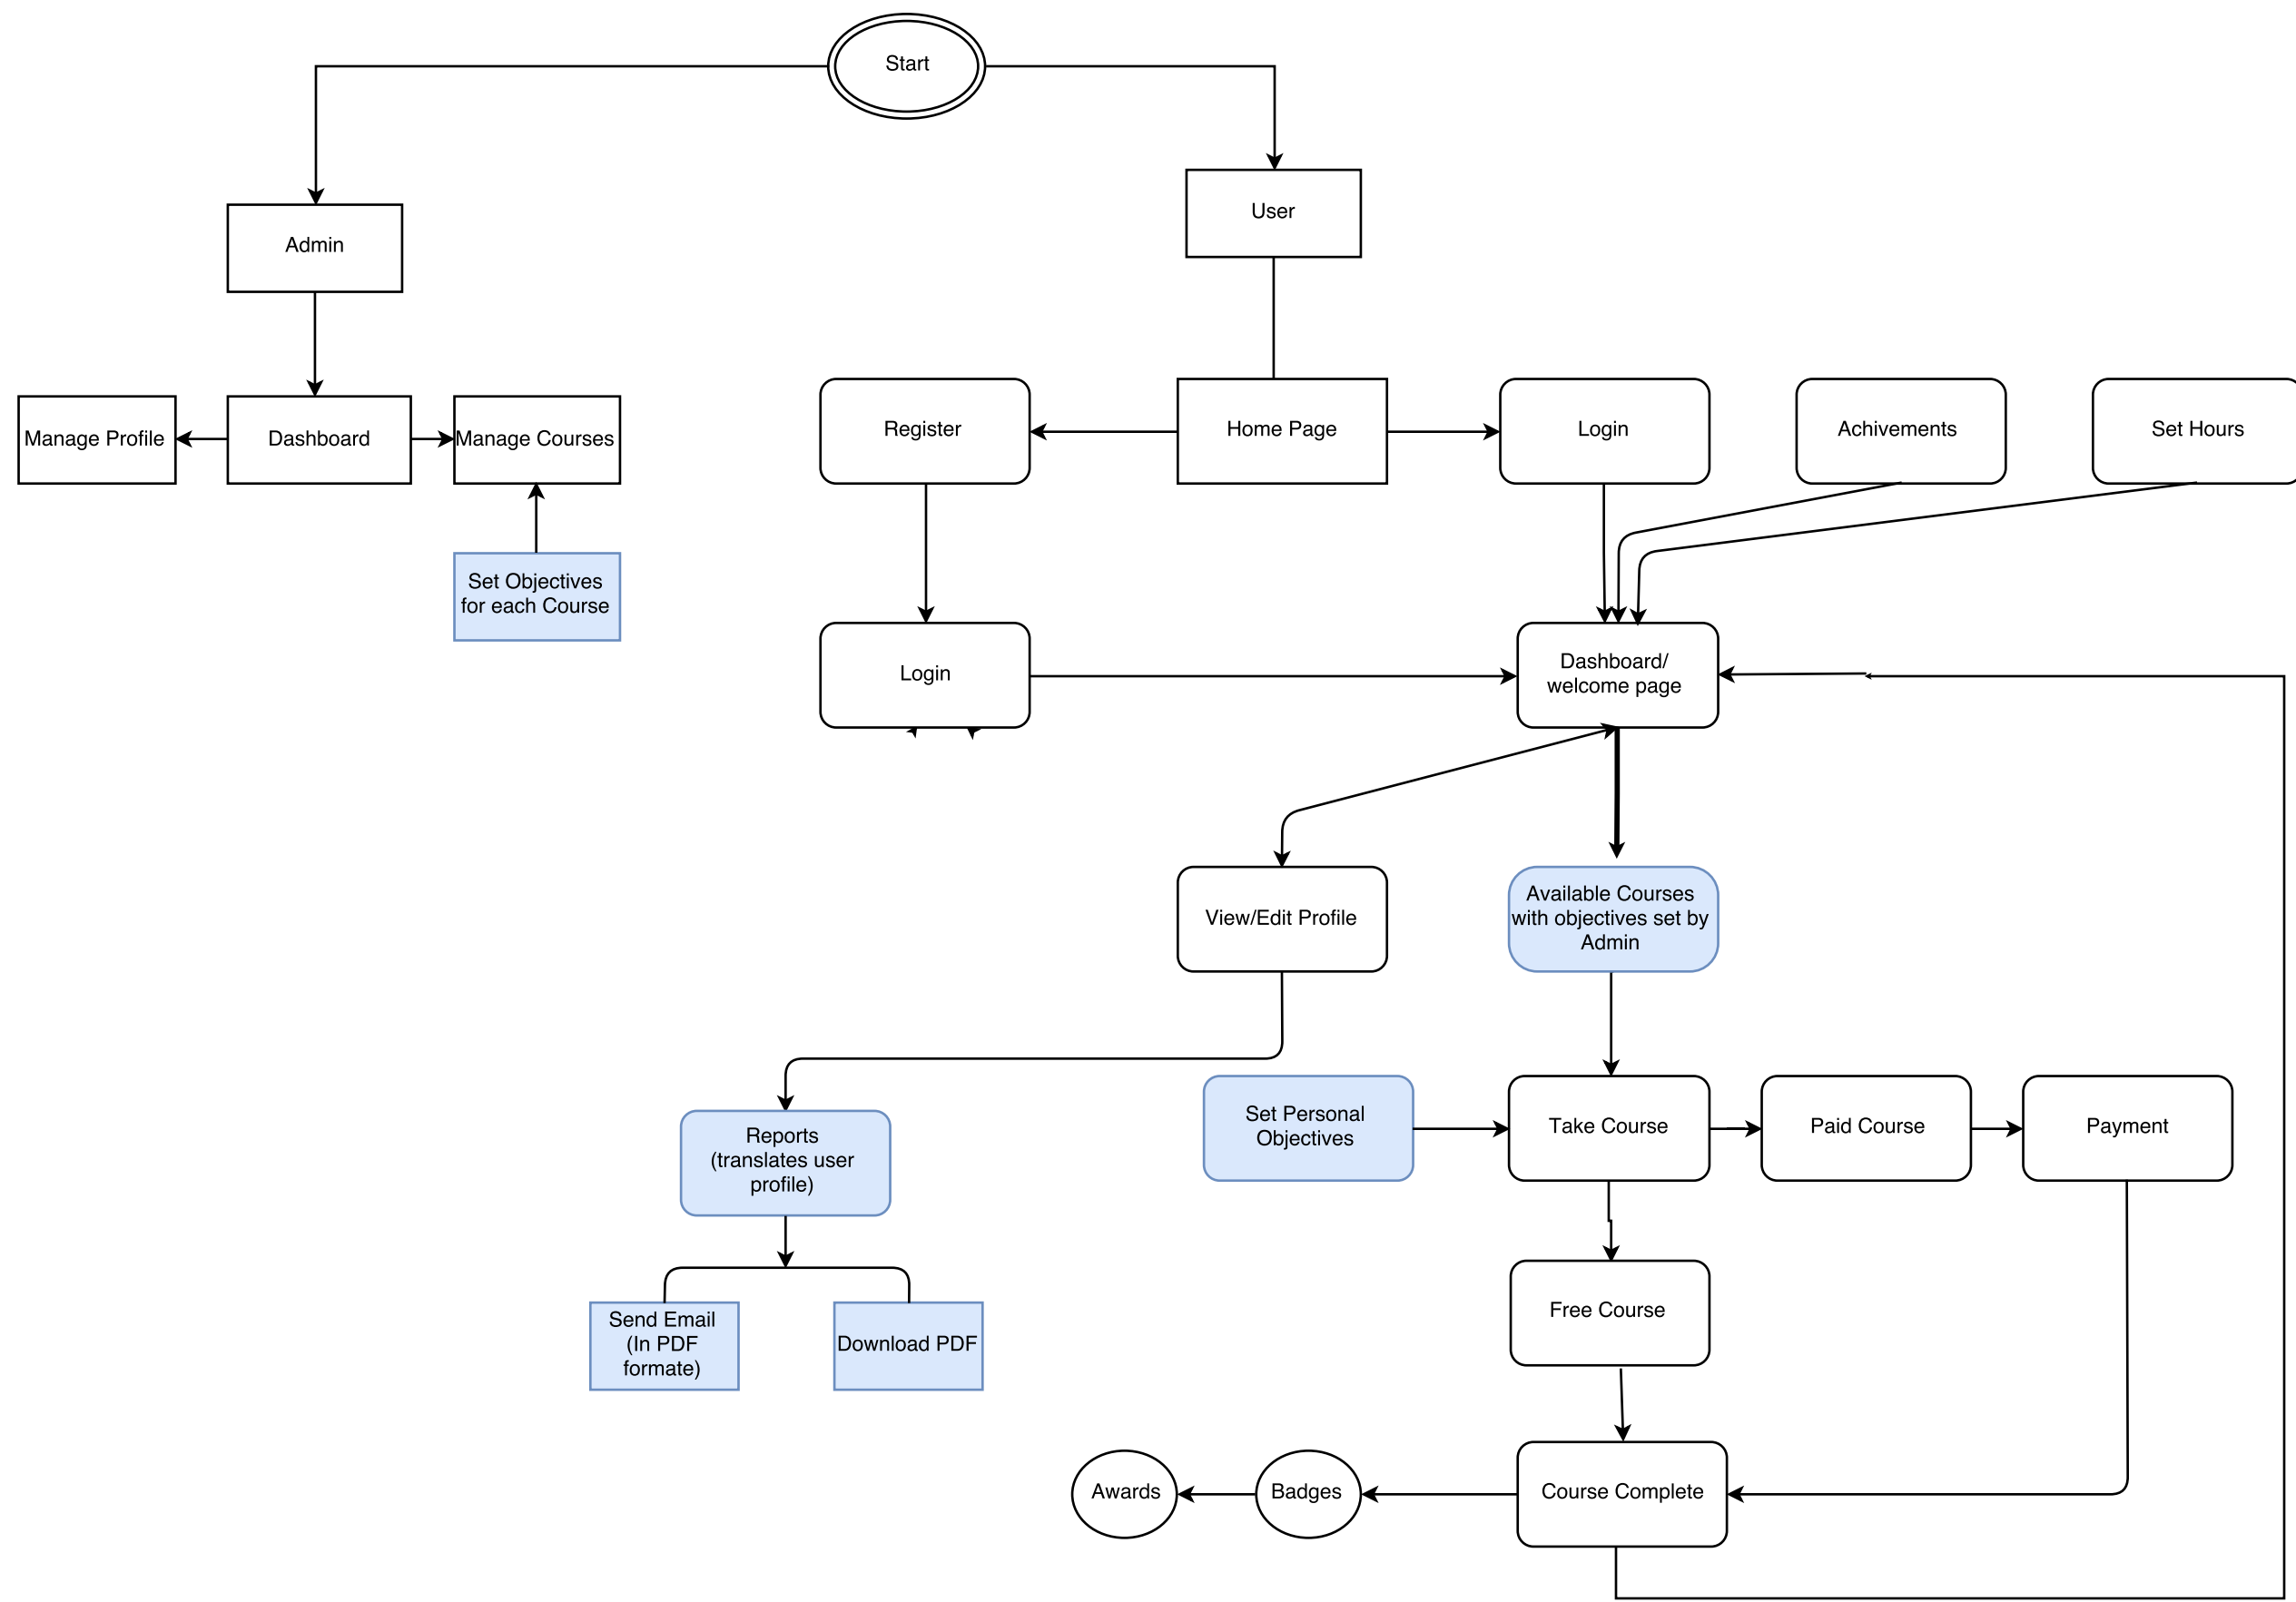 Start
User
Admin
Manage Profile
Dashboard
Manage Courses
Register
Home Page
Login
Achivements
Set Hours
Set Objectives
for each Course
Login
Dashboard/
welcome page
View/Edit Profile
Available Courses
with objectives set by
Admin
Reports
(translates user
profile)
Set Personal
Objectives
Take Course
Paid Course
Payment
Send Email
(In PDF
formate)
Download PDF
Free Course
Awards
Badges
Course Complete